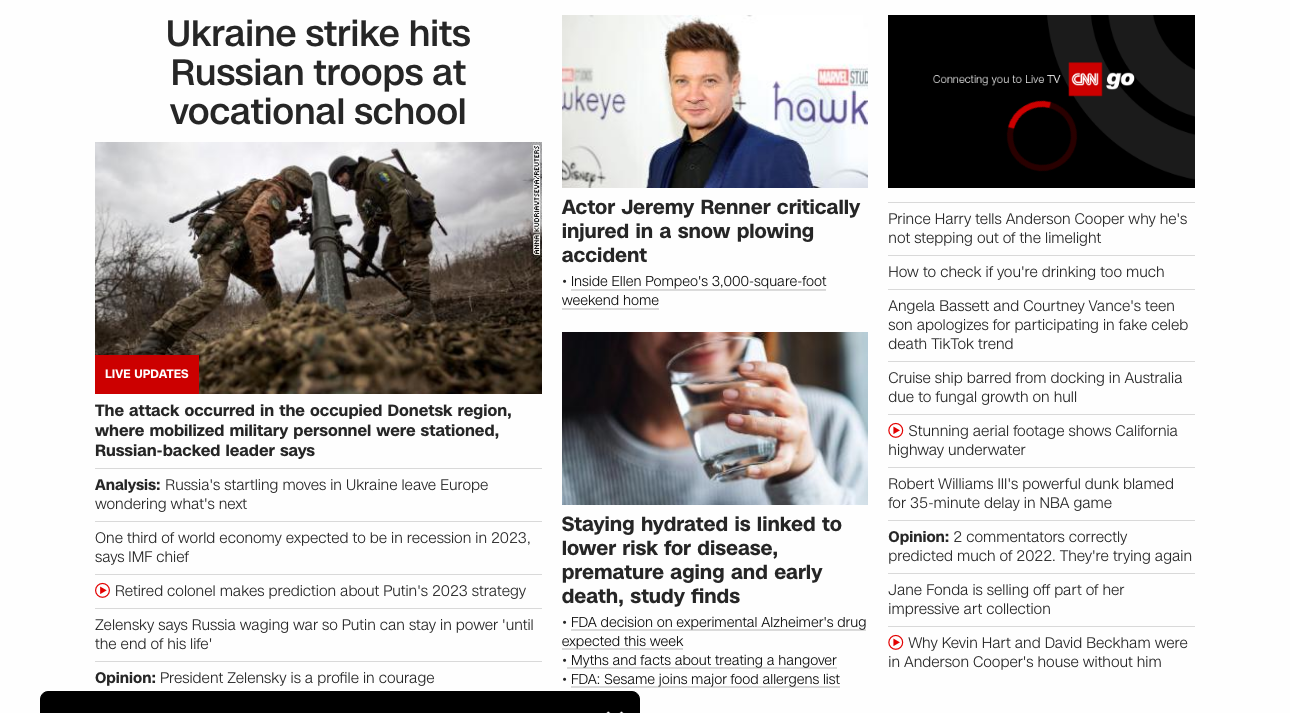 Ukraine strike hits
Russian troops at
vocational school
ANNA KUDRIAVTSEVA/REUTERS
LIVE UPDATES
The attack occurred in the occupied Donetsk region,
where mobilized military personnel were stationed,
Russian-backed leader says
Analysis: Russia's startling moves in Ukraine leave Europe
wondering what's next
One third of world economy expected to be in recession in 2023,
says IMF chief
Retired colonel makes prediction about Putin's 2023 strategy
Zelensky says Russia waging war so Putin can stay in power 'until
the end of his life'
Opinion: President Zelensky is a profile in courage
MARVEL STUD
wkeye
hawk
Disney+
Actor Jeremy Renner critically
injured in a snow plowing
accident
• Inside Ellen Pompeo's 3,000-square-foot
weekend home
Staying hydrated is linked to
lower risk for disease,
premature aging and early
death, study finds
• FDA decision on experimental Alzheimer's drug
expected this week
• Myths and facts about treating a hangover
• FDA: Sesame joins major food allergens list
Connecting you to Live TV CNN go
Prince Harry tells Anderson Cooper why he's
not stepping out of the limelight
How to check if you're drinking too much
Angela Bassett and Courtney Vance's teen
son apologizes for participating in fake celeb
death TikTok trend
Cruise ship barred from docking in Australia
due to fungal growth on hull
Stunning aerial footage shows California
highway underwater
Robert Williams III's powerful dunk blamed
for 35-minute delay in NBA game
Opinion: 2 commentators correctly
predicted much of 2022. They're trying again
Jane Fonda is selling off part of her
impressive art collection
Why Kevin Hart and David Beckham were
in Anderson Cooper's house without him